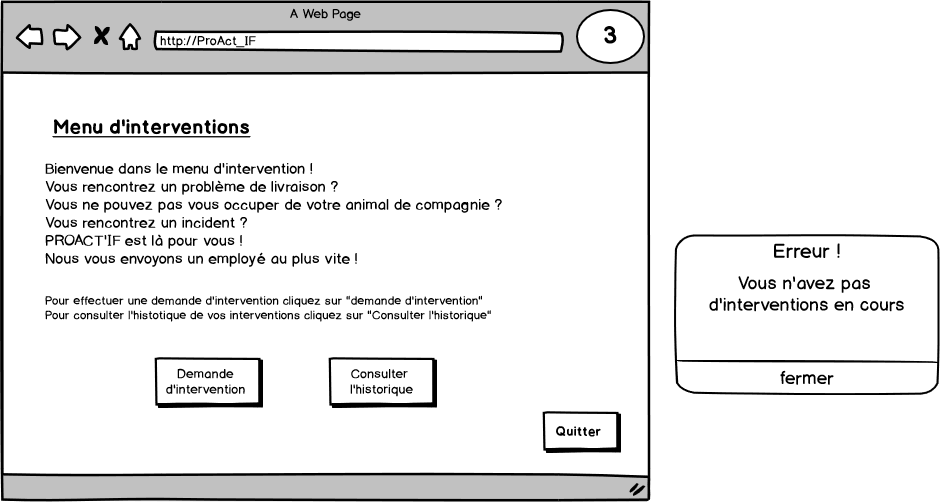 A Web Page
http://ProAct_IF
3
Menu d'interventions
Bienvenue dans le menu d'intervention !
Vous rencontrez un problème de livraison ?
Vous ne pouvez pas vous occuper de votre animal de compagnie ?
Vous rencontrez un incident ?
PROACT'IF est là pour vous !
Nous vous envoyons un employé au plus vite !
Pour effectuer une demande d'intervention cliquez sur "demande d'intervention"
Pour consulter l'histotique de vos interventions cliquez sur "Consulter l'historique"
Demande
d'intervention
Consulter
l'historique
Quitter
Erreur !
Vous n'avez pas
d'interventions en cours
fermer